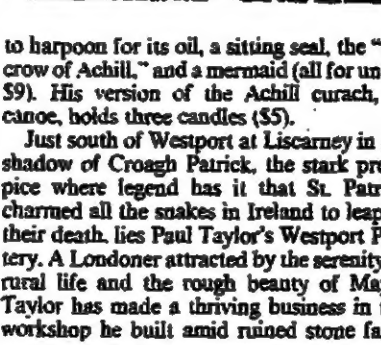 to harpoon for its oil, a sitting seal, the "
crow of Achill," and a mermaid (all for un
$9). His version of the Achill curach,
canoe, holds three candles ($5).
Just south of Westport at Liscarney in
shadow of Croagh Patrick, the stark pre
pice where legend has it that St. Patr
charmed all the snakes in Ireland to leap
their death, lies Paul Taylor's Westport P
tery. A Londoner attracted by the serenity
rural life and the rough beauty of Ma
Taylor has made a thriving business in
workshop he built amid ruined stone fa